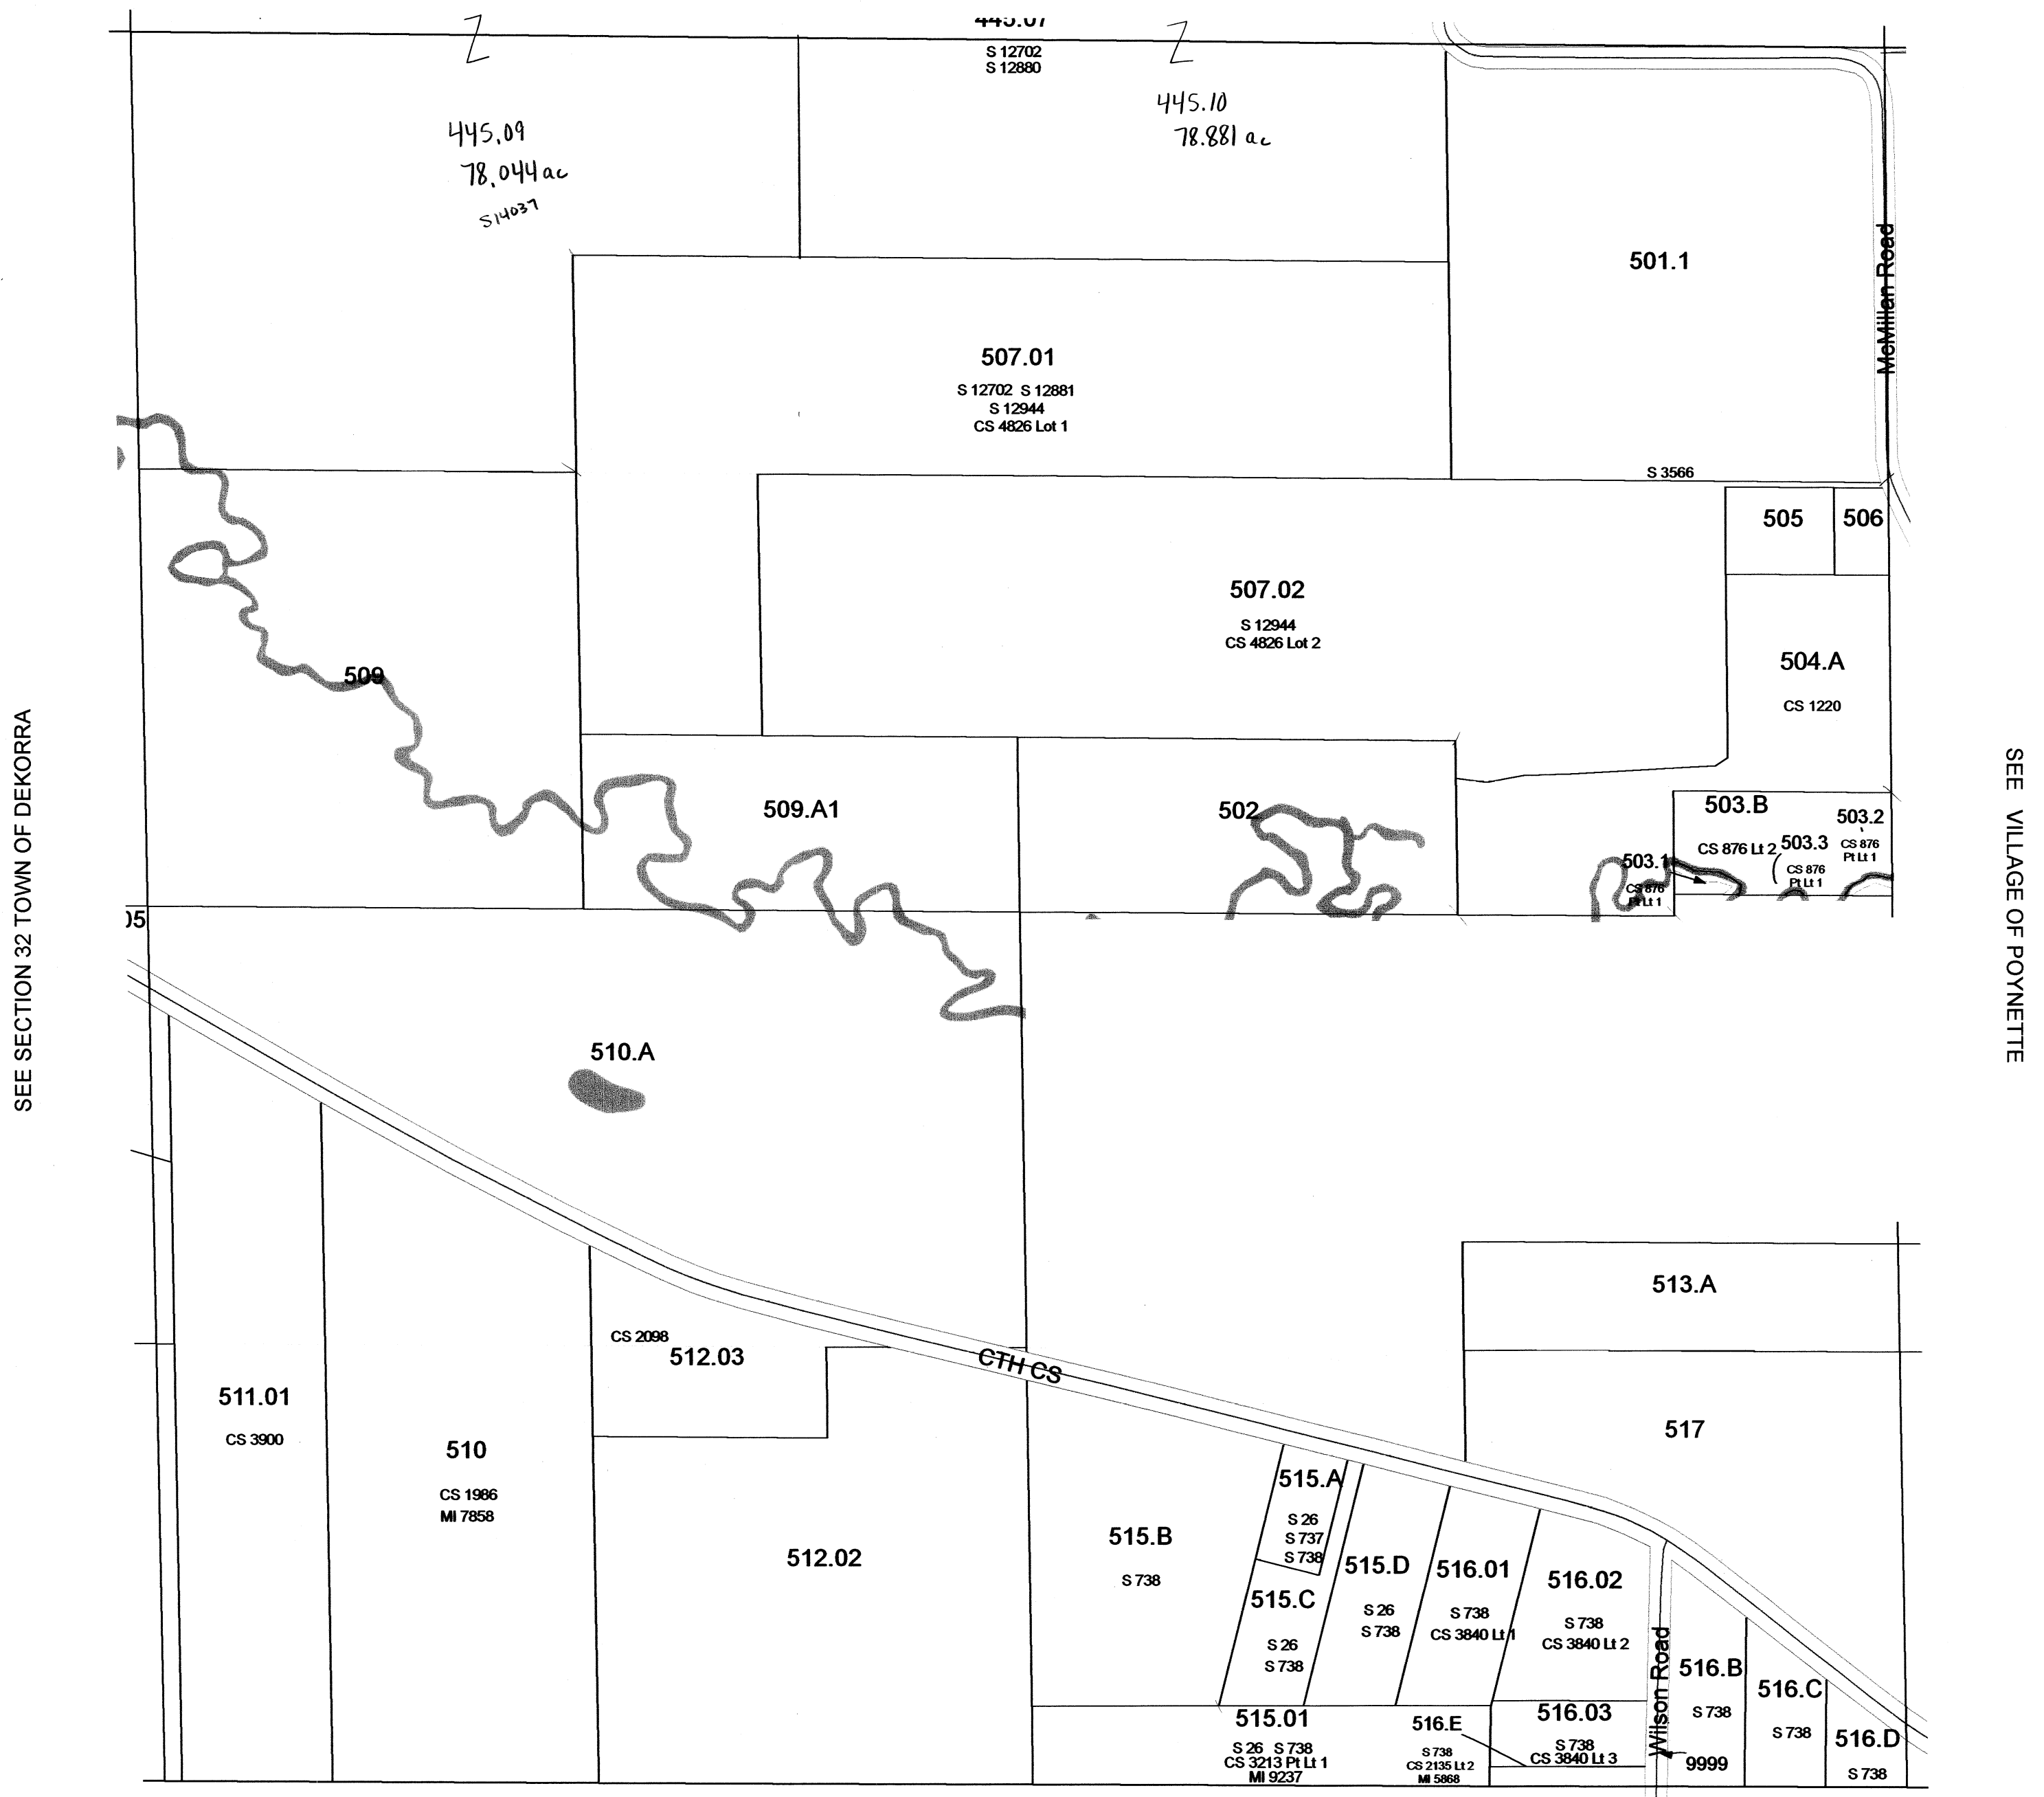 445.07
S 12702
S 12880
445.09
78.044 ac
S14037
445.10
78.881 ac
501.1
McMillan Road
507.01
S 12702 S 12881
S 12944
CS 4826 Lot 1
S 3566
505
506
507.02
S 12944
CS 4826 Lot 2
504.A
CS 1220
509
SEE SECTION 32 TOWN OF DEKORRA
SEE VILLAGE OF POYNETTE
509.A1
502
503.B
503.2
CS 876
Pt Lt 1
CS 876 Lt 2
503.3
CS 876
Pt Lt 1
503.1
CS 876
Pt Lt 1
05
510.A
513.A
CS 2098
512.03
CTH CS
511.01
CS 3900
510
CS 1986
MI 7858
517
512.02
515.B
S 738
515.A
S 26
S 737
S 738
515.C
S 26
S 738
515.D
S 26
S 738
516.01
S 738
CS 3840 Lt 1
516.02
S 738
CS 3840 Lt 2
Wilson Road
516.B
S 738
516.C
S 738
516.D
S 738
515.01
S 26 S 738
CS 3213 Pt Lt 1
MI 9237
516.E
S 738
CS 2135 Lt 2
MI 5868
516.03
S 738
CS 3840 Lt 3
9999